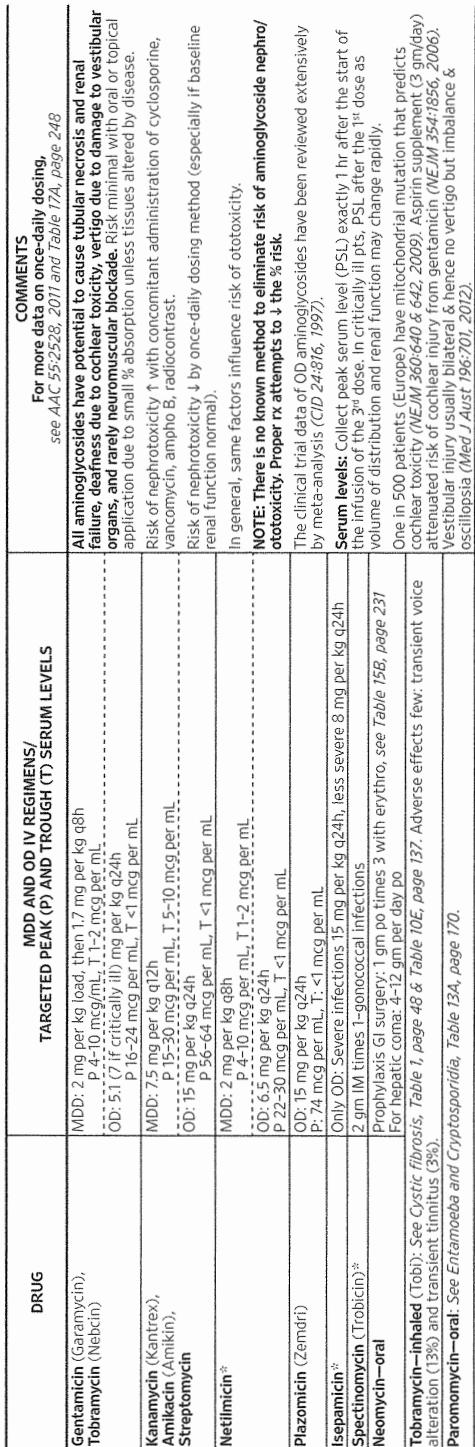 DRUG
MDD AND OD IV REGIMENS/
TARGETED PEAK (P) AND TROUGH (T) SERUM LEVELS
COMMENTS
For more data on once-daily dosing,
see AAC 55:2528, 2011 and Table 17A, page 248
Gentamicin (Garamycin),
Tobramycin (Nebcin)
MDD: 2 mg per kg load, then 1.7 mg per kg q8h
P 4–10 mcg/mL, T 1–2 mcg per mL
OD: 5.1 (7 if critically ill) mg per kg q24h
P 16–24 mcg per mL, T <1 mcg per mL
Kanamycin (Kantrex),
Amikacin (Amikin),
Streptomycin
MDD: 7.5 mg per kg q12h
P 15–30 mcg per mL, T 5–10 mcg per mL
OD: 15 mg per kg q24h
P 56–64 mcg per mL, T <1 mcg per mL
Netilmicin*
MDD: 2 mg per kg q8h
P 4–10 mcg per mL, T 1–2 mcg per mL
OD: 6.5 mg per kg q24h
P 22–30 mcg per mL, T <1 mcg per mL
Plazomicin (Zemdri)
OD: 15 mg per kg q24h
P: 74 mcg per mL, T: <1 mcg per mL
Isepamicin*
Only OD: Severe infections 15 mg per kg q24h, less severe 8 mg per kg q24h
Spectinomycin (Trobicin)*
2 gm IM times 1–gonococcal infections
Neomycin—oral
Prophylaxis GI surgery: 1 gm po times 3 with erythro, see Table 15B, page 231
For hepatic coma: 4–12 gm per day po
All aminoglycosides have potential to cause tubular necrosis and renal
failure, deafness due to cochlear toxicity, vertigo due to damage to vestibular
organs, and rarely neuromuscular blockade. Risk minimal with oral or topical
application due to small % absorption unless tissues altered by disease.
Risk of nephrotoxicity ↑ with concomitant administration of cyclosporine,
vancomycin, ampho B, radiocontrast.
Risk of nephrotoxicity ↓ by once-daily dosing method (especially if baseline
renal function normal).
In general, same factors influence risk of ototoxicity.
NOTE: There is no known method to eliminate risk of aminoglycoside nephro/
ototoxicity. Proper rx attempts to ↓ the % risk.
The clinical trial data of OD aminoglycosides have been reviewed extensively
by meta-analysis (CID 24:816, 1997).
Serum levels: Collect peak serum level (PSL) exactly 1 hr after the start of
the infusion of the 3rd dose. In critically ill pts, PSL after the 1st dose as
volume of distribution and renal function may change rapidly.
One in 500 patients (Europe) have mitochondrial mutation that predicts
cochlear toxicity (NEJM 360:640 & 642, 2009). Aspirin supplement (3 gm/day)
attenuated risk of cochlear injury from gentamicin (NEJM 354:1856, 2006).
Vestibular injury usually bilateral & hence no vertigo but imbalance &
oscillopsia (Med J Aust 196:701, 2012).
Tobramycin—inhaled (Tobi): See Cystic fibrosis, Table 1, page 48 & Table 10E, page 137. Adverse effects few: transient voice
alteration (13%) and transient tinnitus (3%).
Paromomycin—oral: See Entamoeba and Cryptosporidia, Table 13A, page 170.